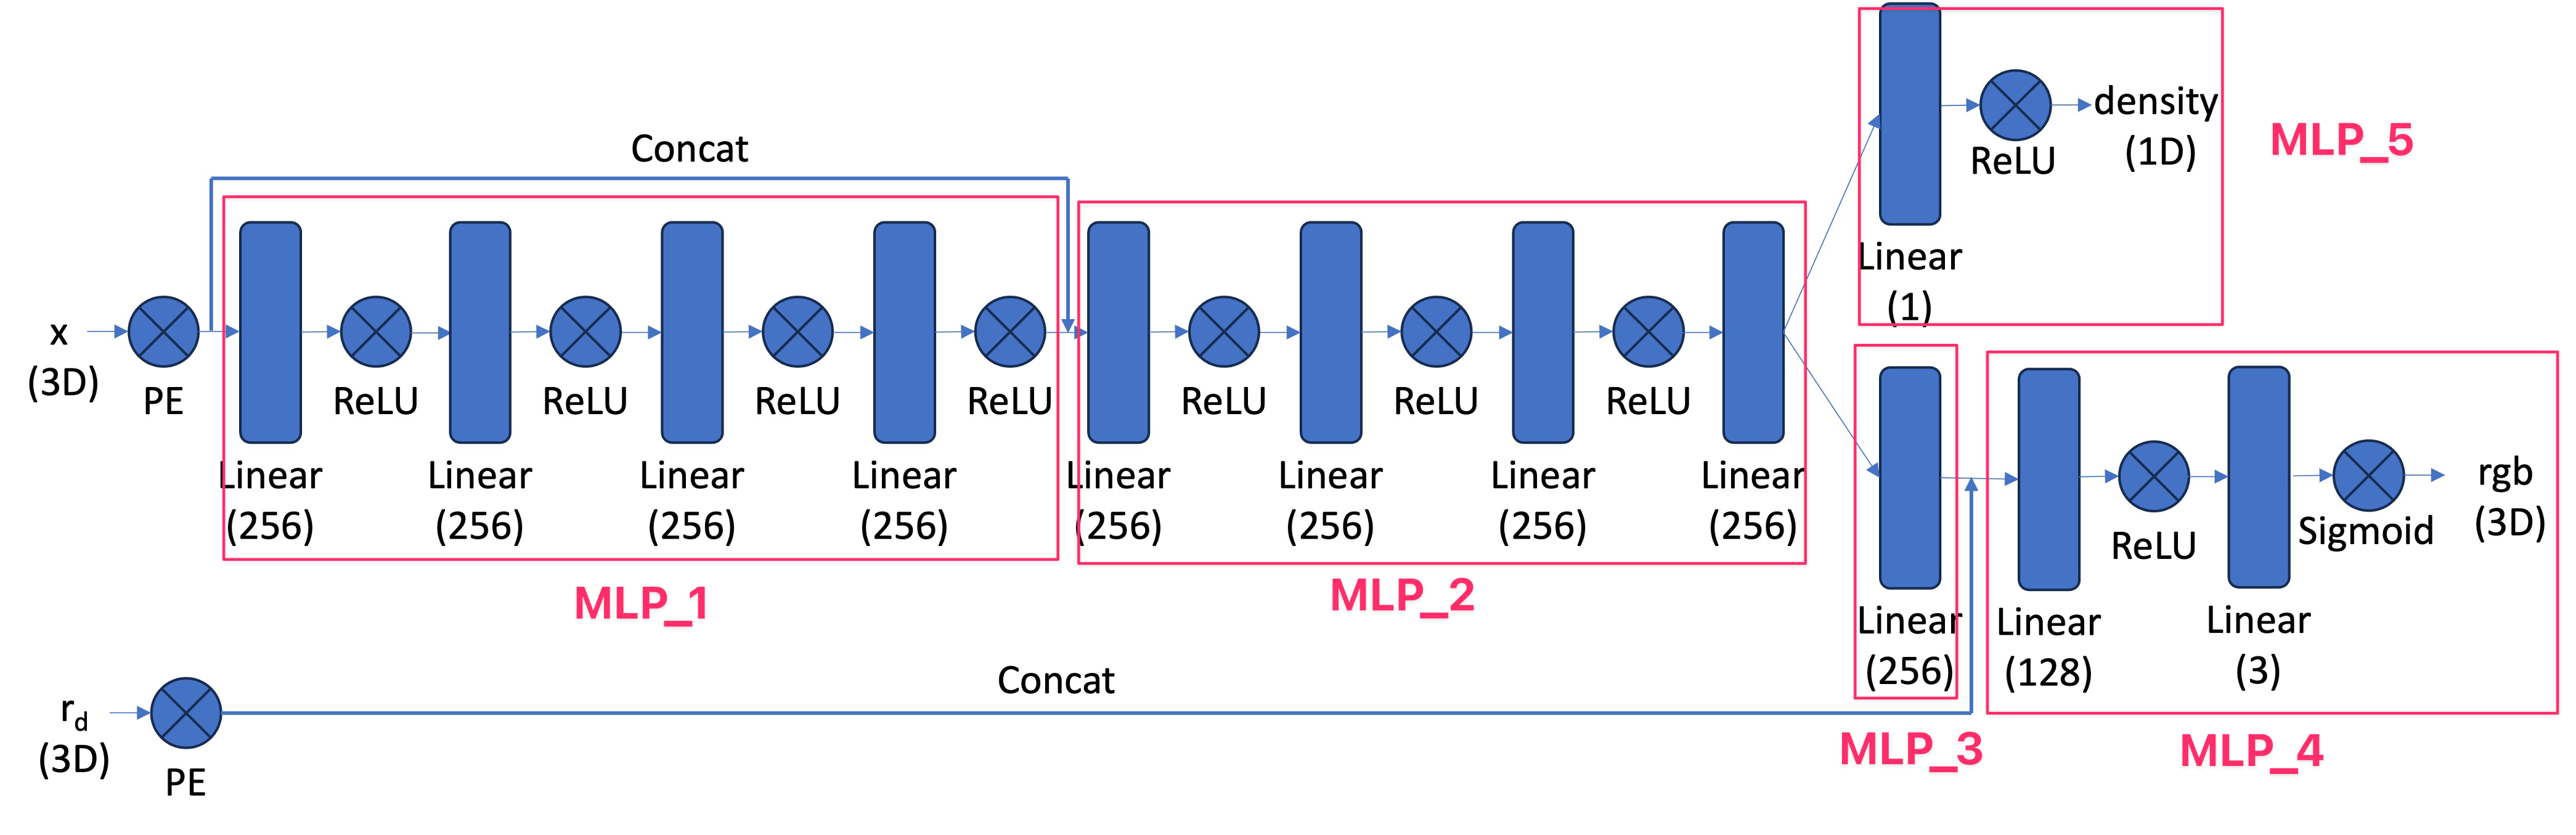 Concat
x
(3D)
PE
Linear
(256)
ReLU
Linear
(256)
ReLU
Linear
(256)
ReLU
Linear
(256)
ReLU
MLP_1
Linear
(256)
ReLU
Linear
(256)
ReLU
Linear
(256)
ReLU
Linear
(256)
MLP_2
Linear
(1)
ReLU
density
(1D)
MLP_5
r_d
(3D)
PE
Concat
Linear
(256)
MLP_3
Linear
(128)
ReLU
Linear
(3)
Sigmoid
rgb
(3D)
MLP_4